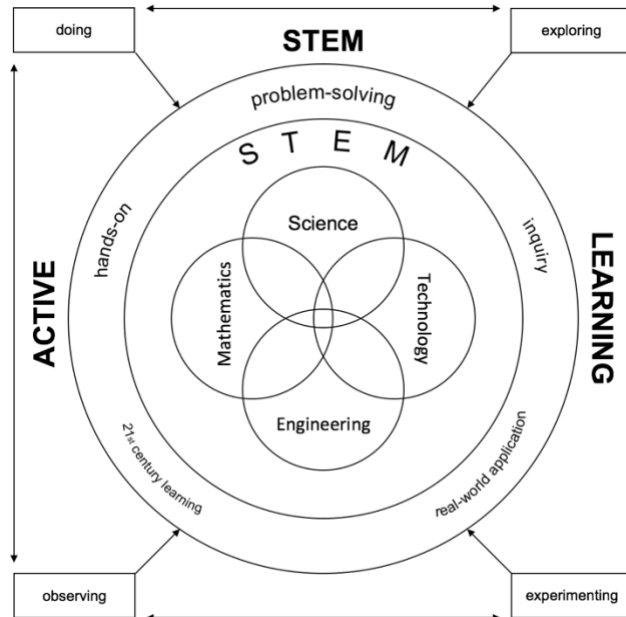 doing
exploring
STEM
problem-solving
S T E M
hands-on
inquiry
Science
Mathematics
Technology
Engineering
ACTIVE
LEARNING
21st century learning
real-world application
observing
experimenting